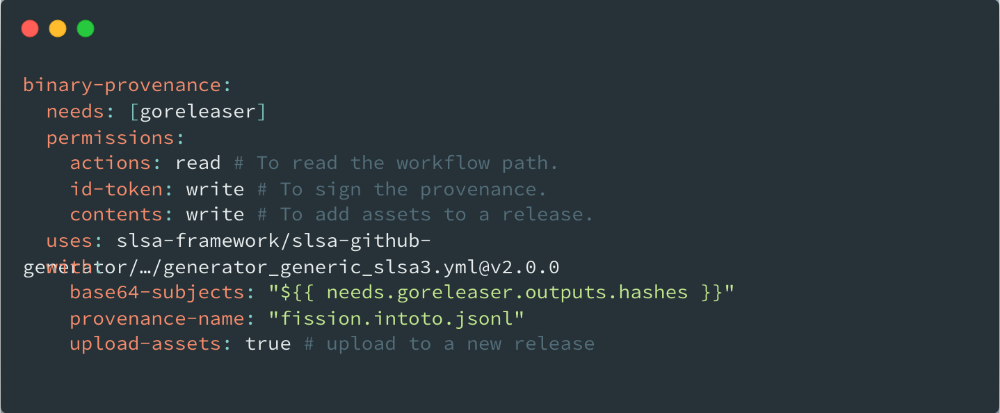 binary-provenance:
  needs: [goreleaser]
  permissions:
    actions: read # To read the workflow path.
    id-token: write # To sign the provenance.
    contents: write # To add assets to a release.
  uses: slsa-framework/slsa-github-
generator/…/generator_generic_slsa3.yml@v2.0.0
  with:
    base64-subjects: "${{ needs.goreleaser.outputs.hashes }}"
    provenance-name: "fission.intoto.jsonl"
    upload-assets: true # upload to a new release